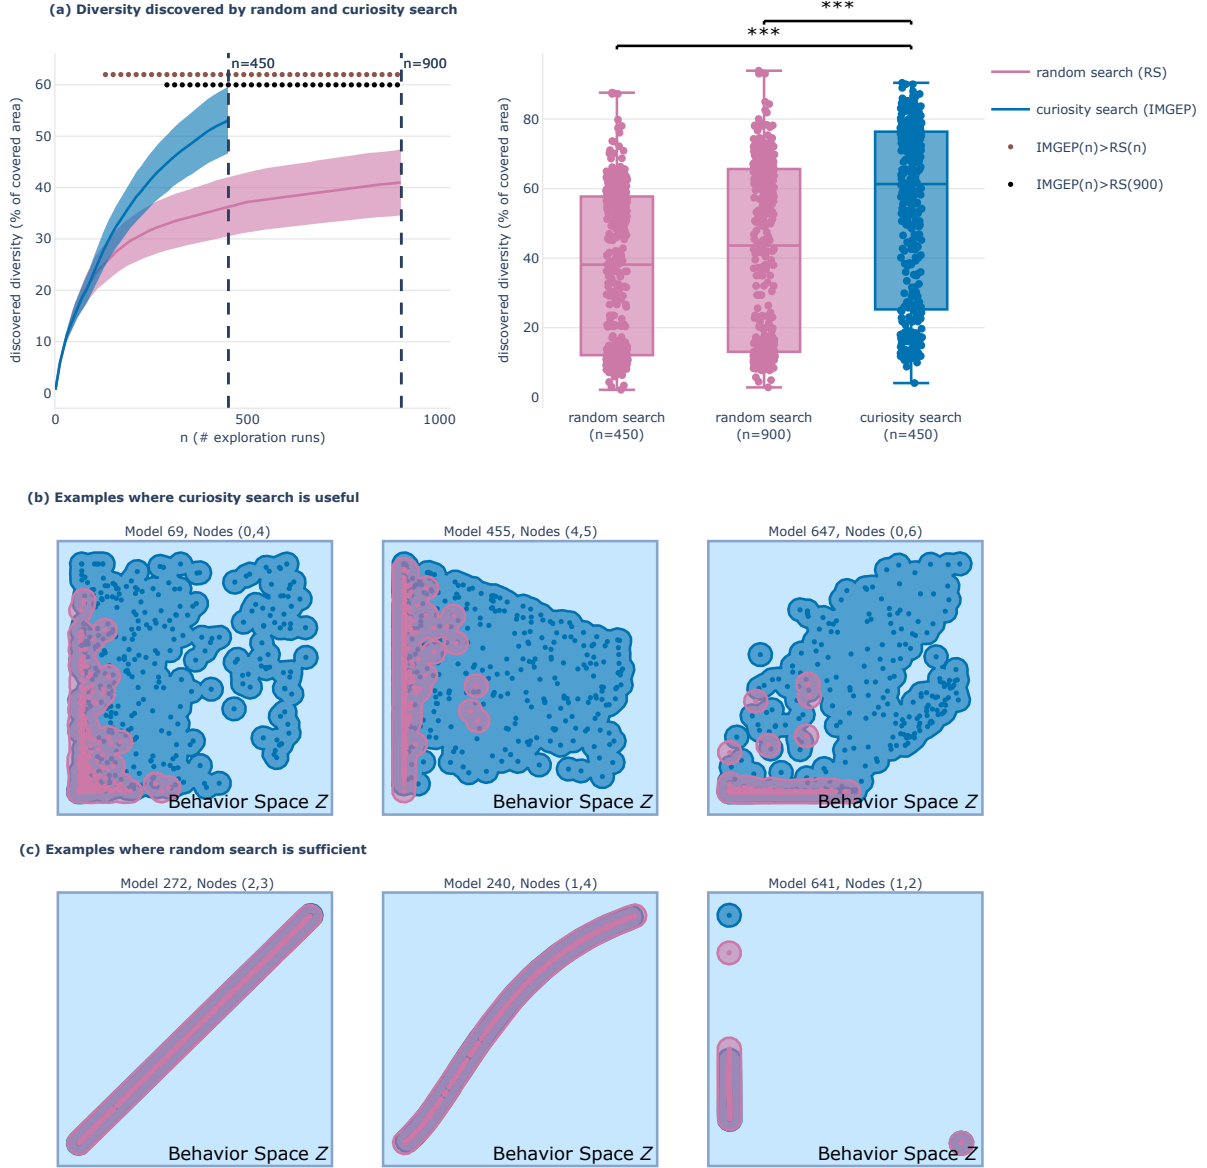 (a) Diversity discovered by random and curiosity search
***
***
n=450
n=900
discovered diversity (% of covered area)
60
50
40
30
20
10
0
0
500
1000
n (# exploration runs)
discovered diversity (% of covered area)
80
60
40
20
0
random search
(n=450)
random search
(n=900)
curiosity search
(n=450)
random search (RS)
curiosity search (IMGEP)
IMGEP(n)>RS(n)
IMGEP(n)>RS(900)
(b) Examples where curiosity search is useful
Model 69, Nodes (0,4)
Model 455, Nodes (4,5)
Model 647, Nodes (0,6)
Behavior Space Z
Behavior Space Z
Behavior Space Z
(c) Examples where random search is sufficient
Model 272, Nodes (2,3)
Model 240, Nodes (1,4)
Model 641, Nodes (1,2)
Behavior Space Z
Behavior Space Z
Behavior Space Z